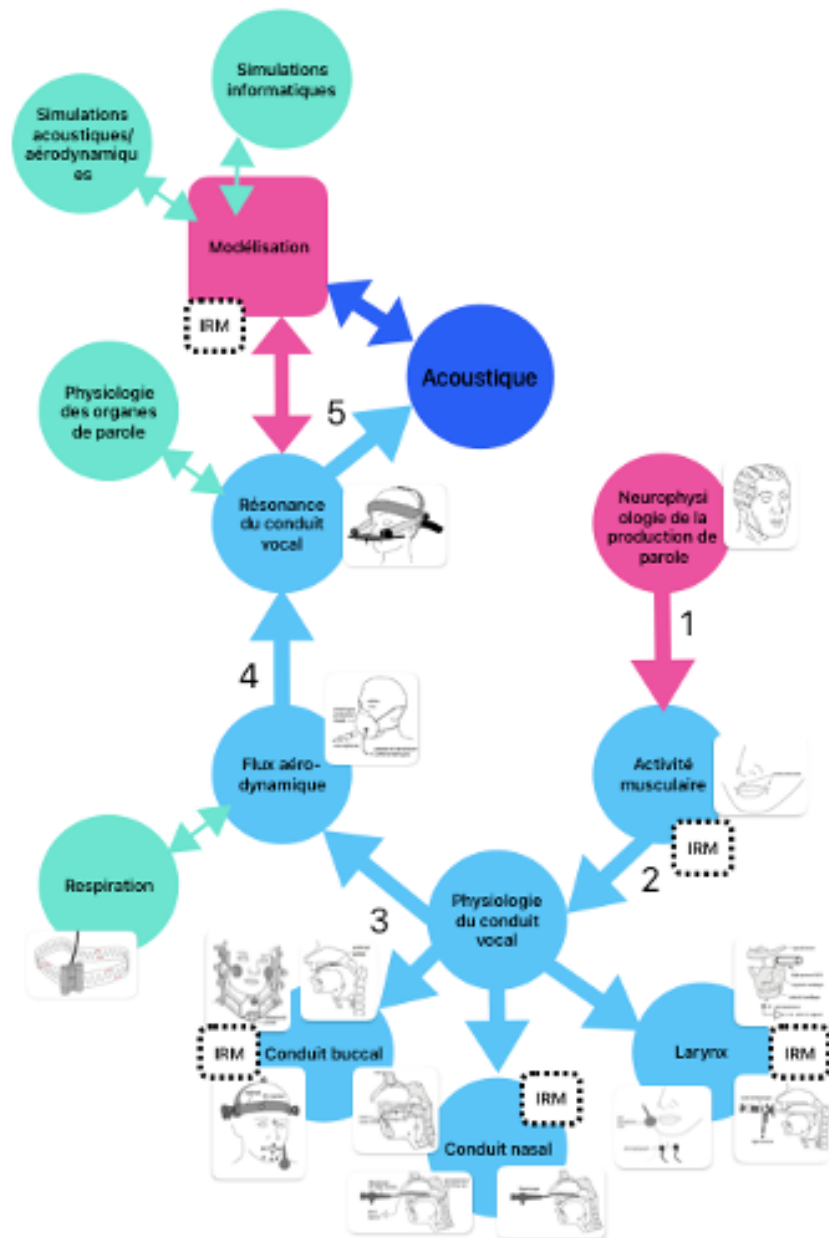 Simulations
informatiques
Simulations
acoustiques/
aérodynamiqu
es
Modélisation
IRM
Acoustique
Physiologie
des organes
de parole
5
Résonance
du conduit
vocal
Neurophysi
ologie de la
production de
parole
1
4
Flux aéro-
dynamique
Activité
musculaire
IRM
2
Respiration
Physiologie
du conduit
vocal
3
IRM
Conduit buccal
Larynx
IRM
IRM
Conduit nasal